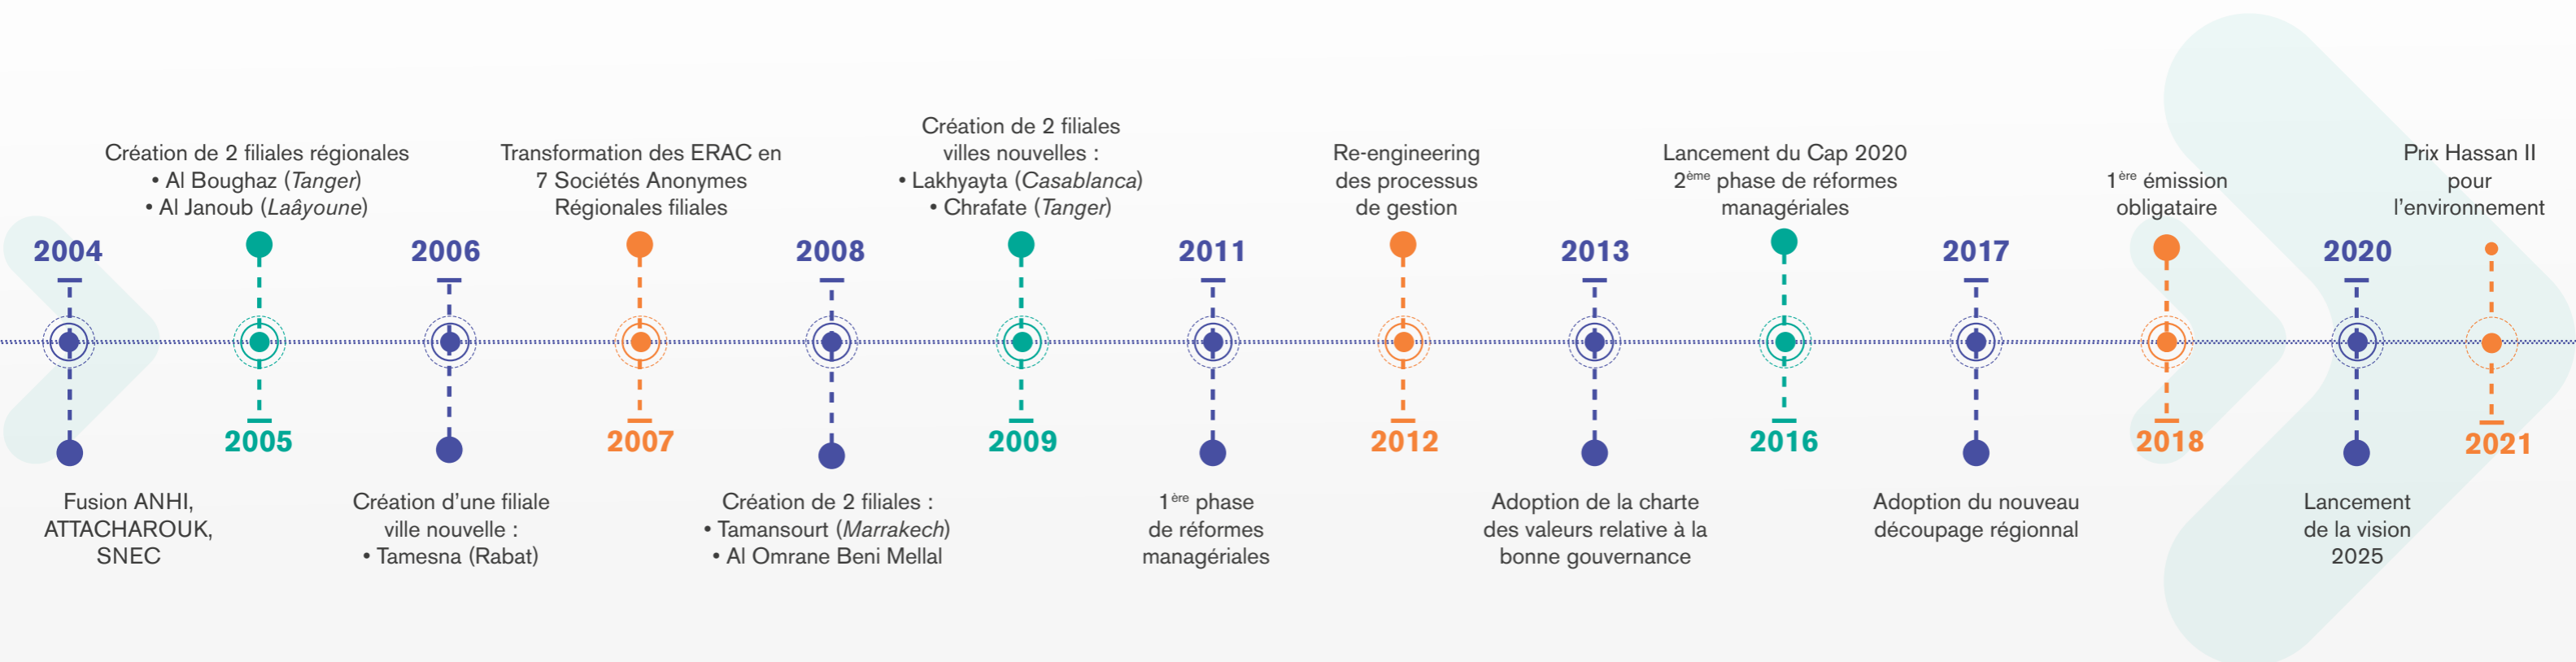 2004
Fusion ANHI,
ATTACHAROUK,
SNEC
Création de 2 filiales régionales
• Al Boughaz (Tanger)
• Al Janoub (Laâyoune)
2005
2006
Création d’une filiale
ville nouvelle :
• Tamesna (Rabat)
Transformation des ERAC en
7 Sociétés Anonymes
Régionales filiales
2007
2008
Création de 2 filiales :
• Tamansourt (Marrakech)
• Al Omrane Beni Mellal
Création de 2 filiales
villes nouvelles :
• Lakhyayta (Casablanca)
• Chrafate (Tanger)
2009
2011
1ère phase
de réformes
managériales
Re-engineering
des processus
de gestion
2012
2013
Adoption de la charte
des valeurs relative à la
bonne gouvernance
Lancement du Cap 2020
2ème phase de réformes
managériales
2016
2017
Adoption du nouveau
découpage régionnal
1ère émission
obligataire
2018
2020
Lancement
de la vision
2025
Prix Hassan II
pour
l’environnement
2021